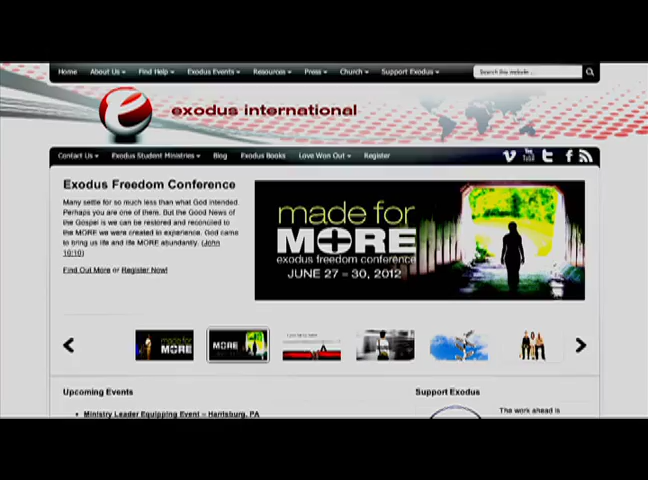 Home About Us Find Help Exodus Events Resources Press Church Support Exodus Search this website ...
exodus international
Contact Us Exodus Student Ministries Blog Exodus Books Love Won Out Register
Exodus Freedom Conference
Many settle for so much less than what God intended.
Perhaps you are one of them. But the Good News of
the Gospel is we can be restored and reconciled to
the MORE we were created to experience. God came
to bring us life and life MORE abundantly. (John
10:10)
Find Out More or Register Now!
made for
MORE
exodus freedom conference
JUNE 27 - 30, 2012
made for
MORE
MORE
Upcoming Events
Support Exodus
Ministry Leader Equipping Event – Harrisburg, PA
The work ahead is